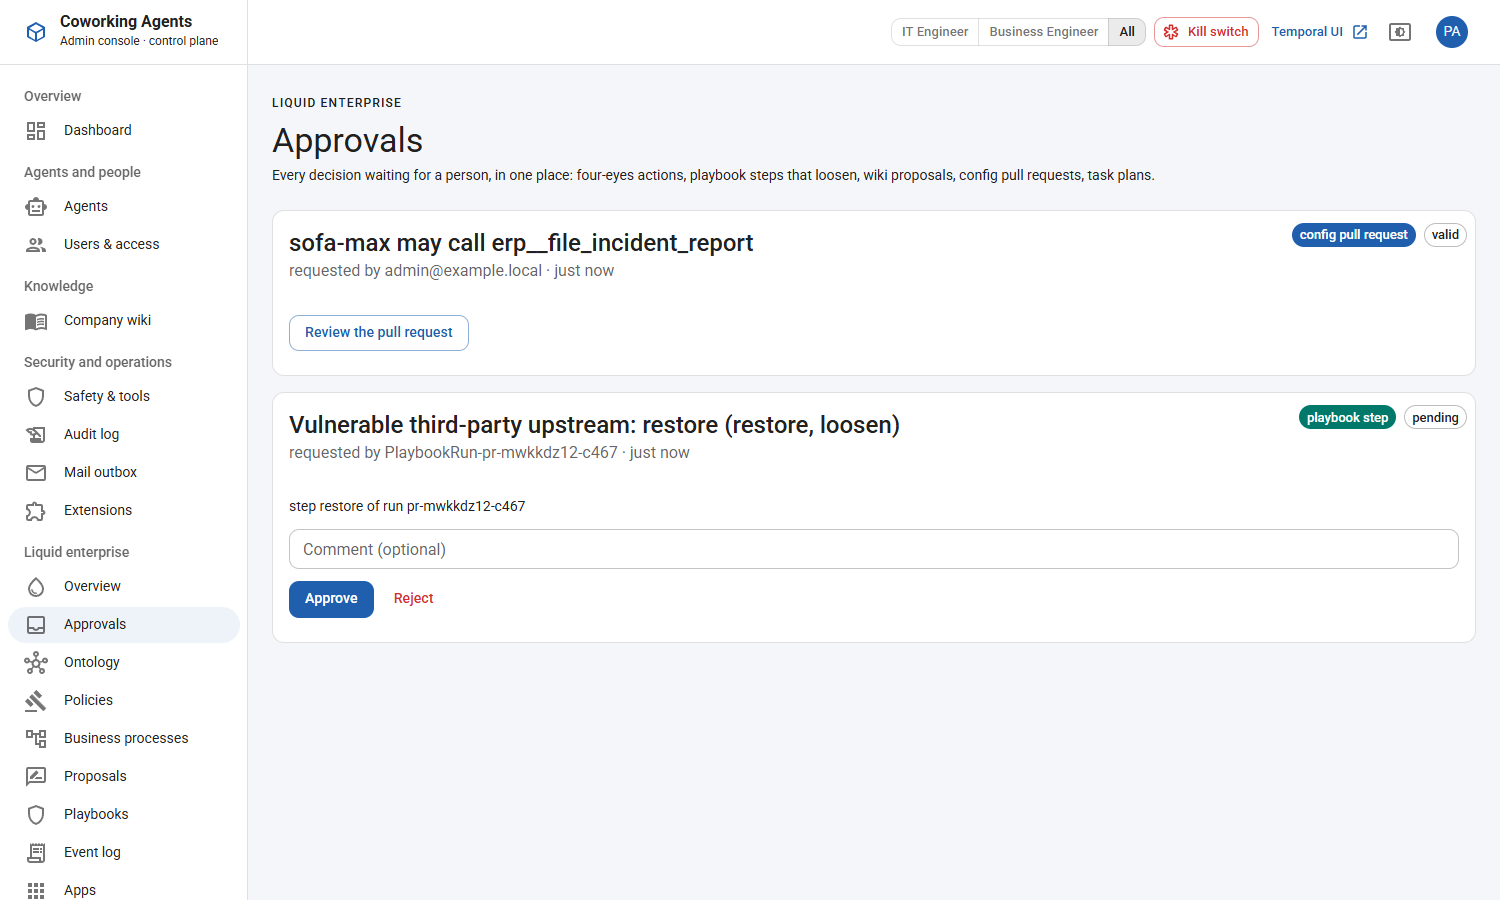 Coworking Agents
Admin console · control plane
IT Engineer
Business Engineer
All
Kill switch
Temporal UI
PA
Overview
Dashboard
Agents and people
Agents
Users & access
Knowledge
Company wiki
Security and operations
Safety & tools
Audit log
Mail outbox
Extensions
Liquid enterprise
Overview
Approvals
Ontology
Policies
Business processes
Proposals
Playbooks
Event log
Apps
LIQUID ENTERPRISE
Approvals
Every decision waiting for a person, in one place: four-eyes actions, playbook steps that loosen, wiki proposals, config pull requests, task plans.
sofa-max may call erp__file_incident_report
config pull request
valid
requested by admin@example.local · just now
Review the pull request
Vulnerable third-party upstream: restore (restore, loosen)
playbook step
pending
requested by PlaybookRun-pr-mwkkdz12-c467 · just now
step restore of run pr-mwkkdz12-c467
Comment (optional)
Approve
Reject